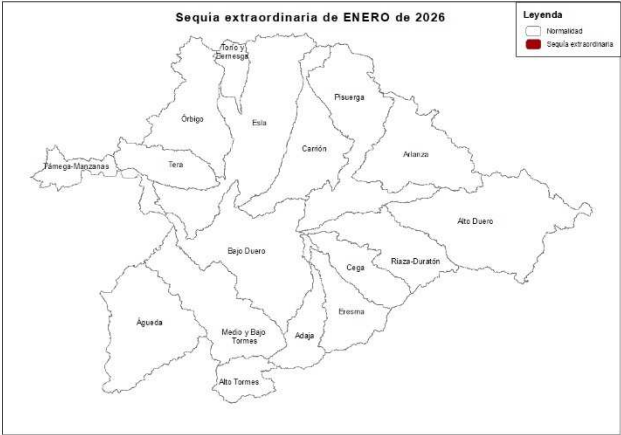 Sequía extraordinaria de ENERO de 2026
Leyenda
Normalidad
Sequía extraordinaria
Torío y
Bernesga
Pisuerga
Órbigo
Esla
Carrión
Arlanza
Támega-Manzanas
Tera
Alto Duero
Bajo Duero
Riaza-Duratón
Cega
Eresma
Águeda
Medio y Bajo
Tormes
Adaja
Alto Tormes